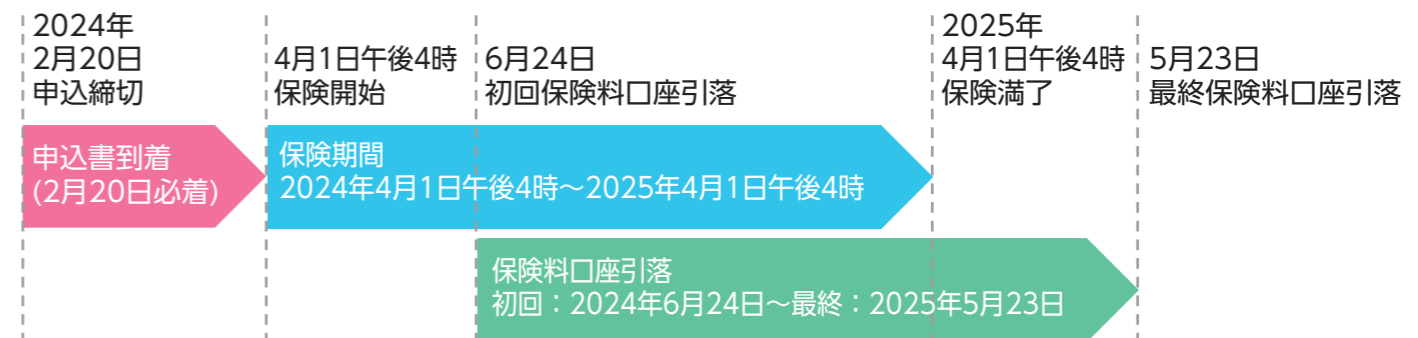 2024年
2月20日
申込締切
4月1日午後4時
保険開始
6月24日
初回保険料口座引落
2025年
4月1日午後4時
保険満了
5月23日
最終保険料口座引落
申込書到着
(2月20日必着)
保険期間
2024年4月1日午後4時～2025年4月1日午後4時
保険料口座引落
初回：2024年6月24日～最終：2025年5月23日